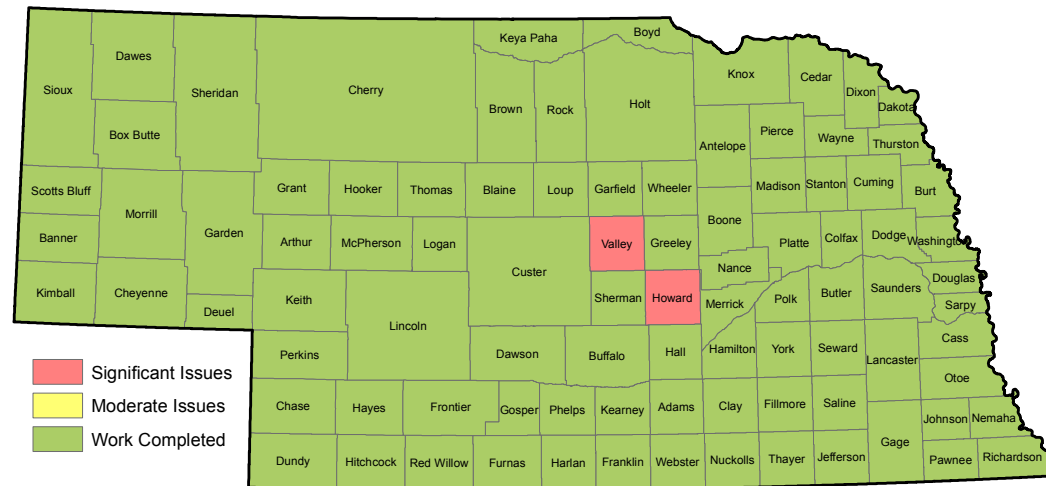 Keya Paha
Boyd
Dawes
Sioux
Sheridan
Cherry
Brown
Rock
Holt
Knox
Cedar
Dixon
Dakota
Box Butte
Antelope
Pierce
Wayne
Thurston
Scotts Bluff
Morrill
Grant
Hooker
Thomas
Blaine
Loup
Garfield
Wheeler
Madison
Stanton
Cuming
Burt
Banner
Garden
Arthur
McPherson
Logan
Custer
Valley
Greeley
Boone
Platte
Colfax
Dodge
Washington
Kimball
Cheyenne
Deuel
Keith
Lincoln
Sherman
Howard
Nance
Merrick
Polk
Butler
Saunders
Douglas
Sarpy
Perkins
Dawson
Buffalo
Hall
Hamilton
York
Seward
Lancaster
Cass
Otoe
Significant Issues
Moderate Issues
Work Completed
Chase
Hayes
Frontier
Gosper
Phelps
Kearney
Adams
Clay
Fillmore
Saline
Gage
Johnson
Nemaha
Dundy
Hitchcock
Red Willow
Furnas
Harlan
Franklin
Webster
Nuckolls
Thayer
Jefferson
Pawnee
Richardson